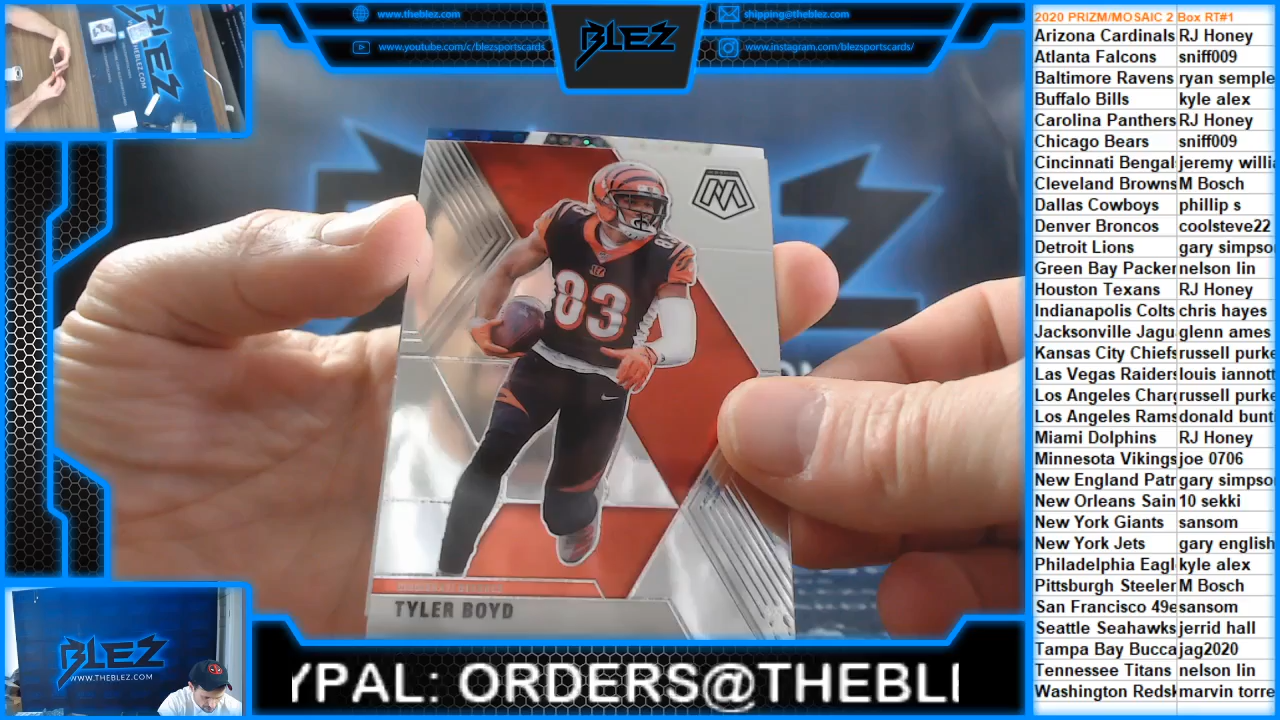 www.theblez.com
shipping@theblez.com
www.youtube.com/c/blezsportscards
www.instagram.com/blezsportscards/
BLEZ
BLEZ
WWW.THEBLEZ.COM
83
83
TYLER BOYD
BLEZ
WWW.THEBLEZ.COM
YPAL: ORDERS@THEBLE
2020 PRIZM/MOSAIC 2 Box RT#1
Arizona Cardinals RJ Honey
Atlanta Falcons sniff009
Baltimore Ravens ryan semple
Buffalo Bills kyle alex
Carolina Panthers RJ Honey
Chicago Bears sniff009
Cincinnati Bengal jeremy willia
Cleveland Browns M Bosch
Dallas Cowboys phillip s
Denver Broncos coolsteve22
Detroit Lions gary simpso
Green Bay Packer nelson lin
Houston Texans RJ Honey
Indianapolis Colts chris hayes
Jacksonville Jagu glenn ames
Kansas City Chiefs russell purke
Las Vegas Raiders louis iannott
Los Angeles Charg russell purke
Los Angeles Rams donald bunt
Miami Dolphins RJ Honey
Minnesota Vikings joe 0706
New England Patr gary simpso
New Orleans Sain 10 sekki
New York Giants sansom
New York Jets gary english
Philadelphia Eagl kyle alex
Pittsburgh Steeler M Bosch
San Francisco 49e sansom
Seattle Seahawks jerrid hall
Tampa Bay Bucca jag2020
Tennessee Titans nelson lin
Washington Redsk marvin torre